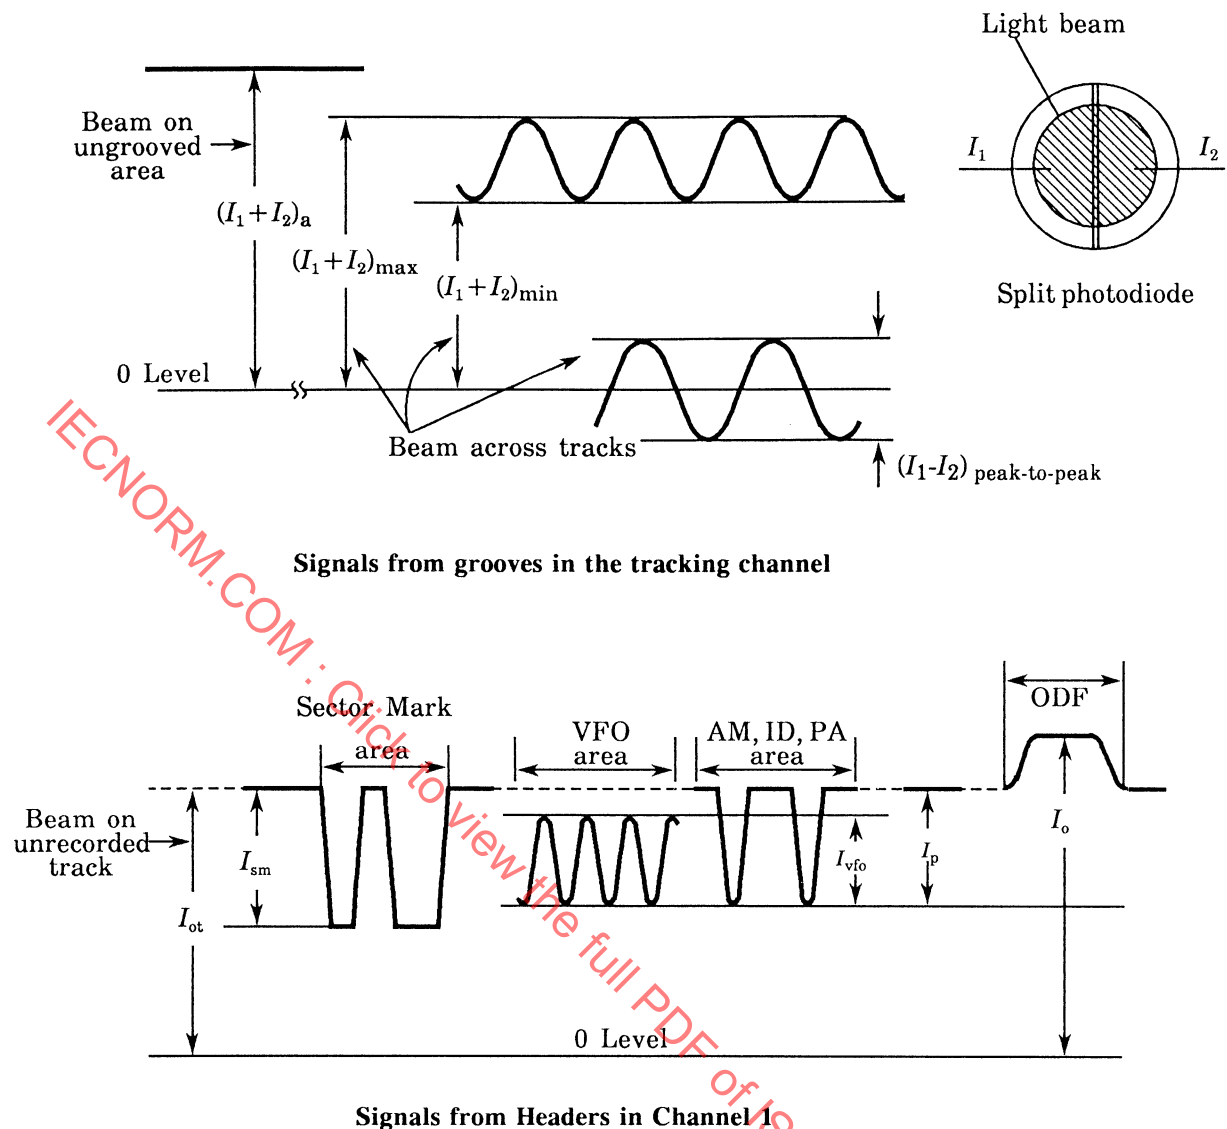 Light beam
Beam on
ungrooved
area
I1
I2
(I1+I2)a
(I1+I2)max
(I1+I2)min
Split photodiode
0 Level
Beam across tracks
(I1-I2) peak-to-peak
Signals from grooves in the tracking channel
ODF
Sector Mark
area
VFO
area
AM, ID, PA
area
Beam on
unrecorded
track
Ism
Ivfo
Ip
Io
Iot
0 Level
Signals from Headers in Channel 1
IECNORM.COM : Click to view the full PDF of IS